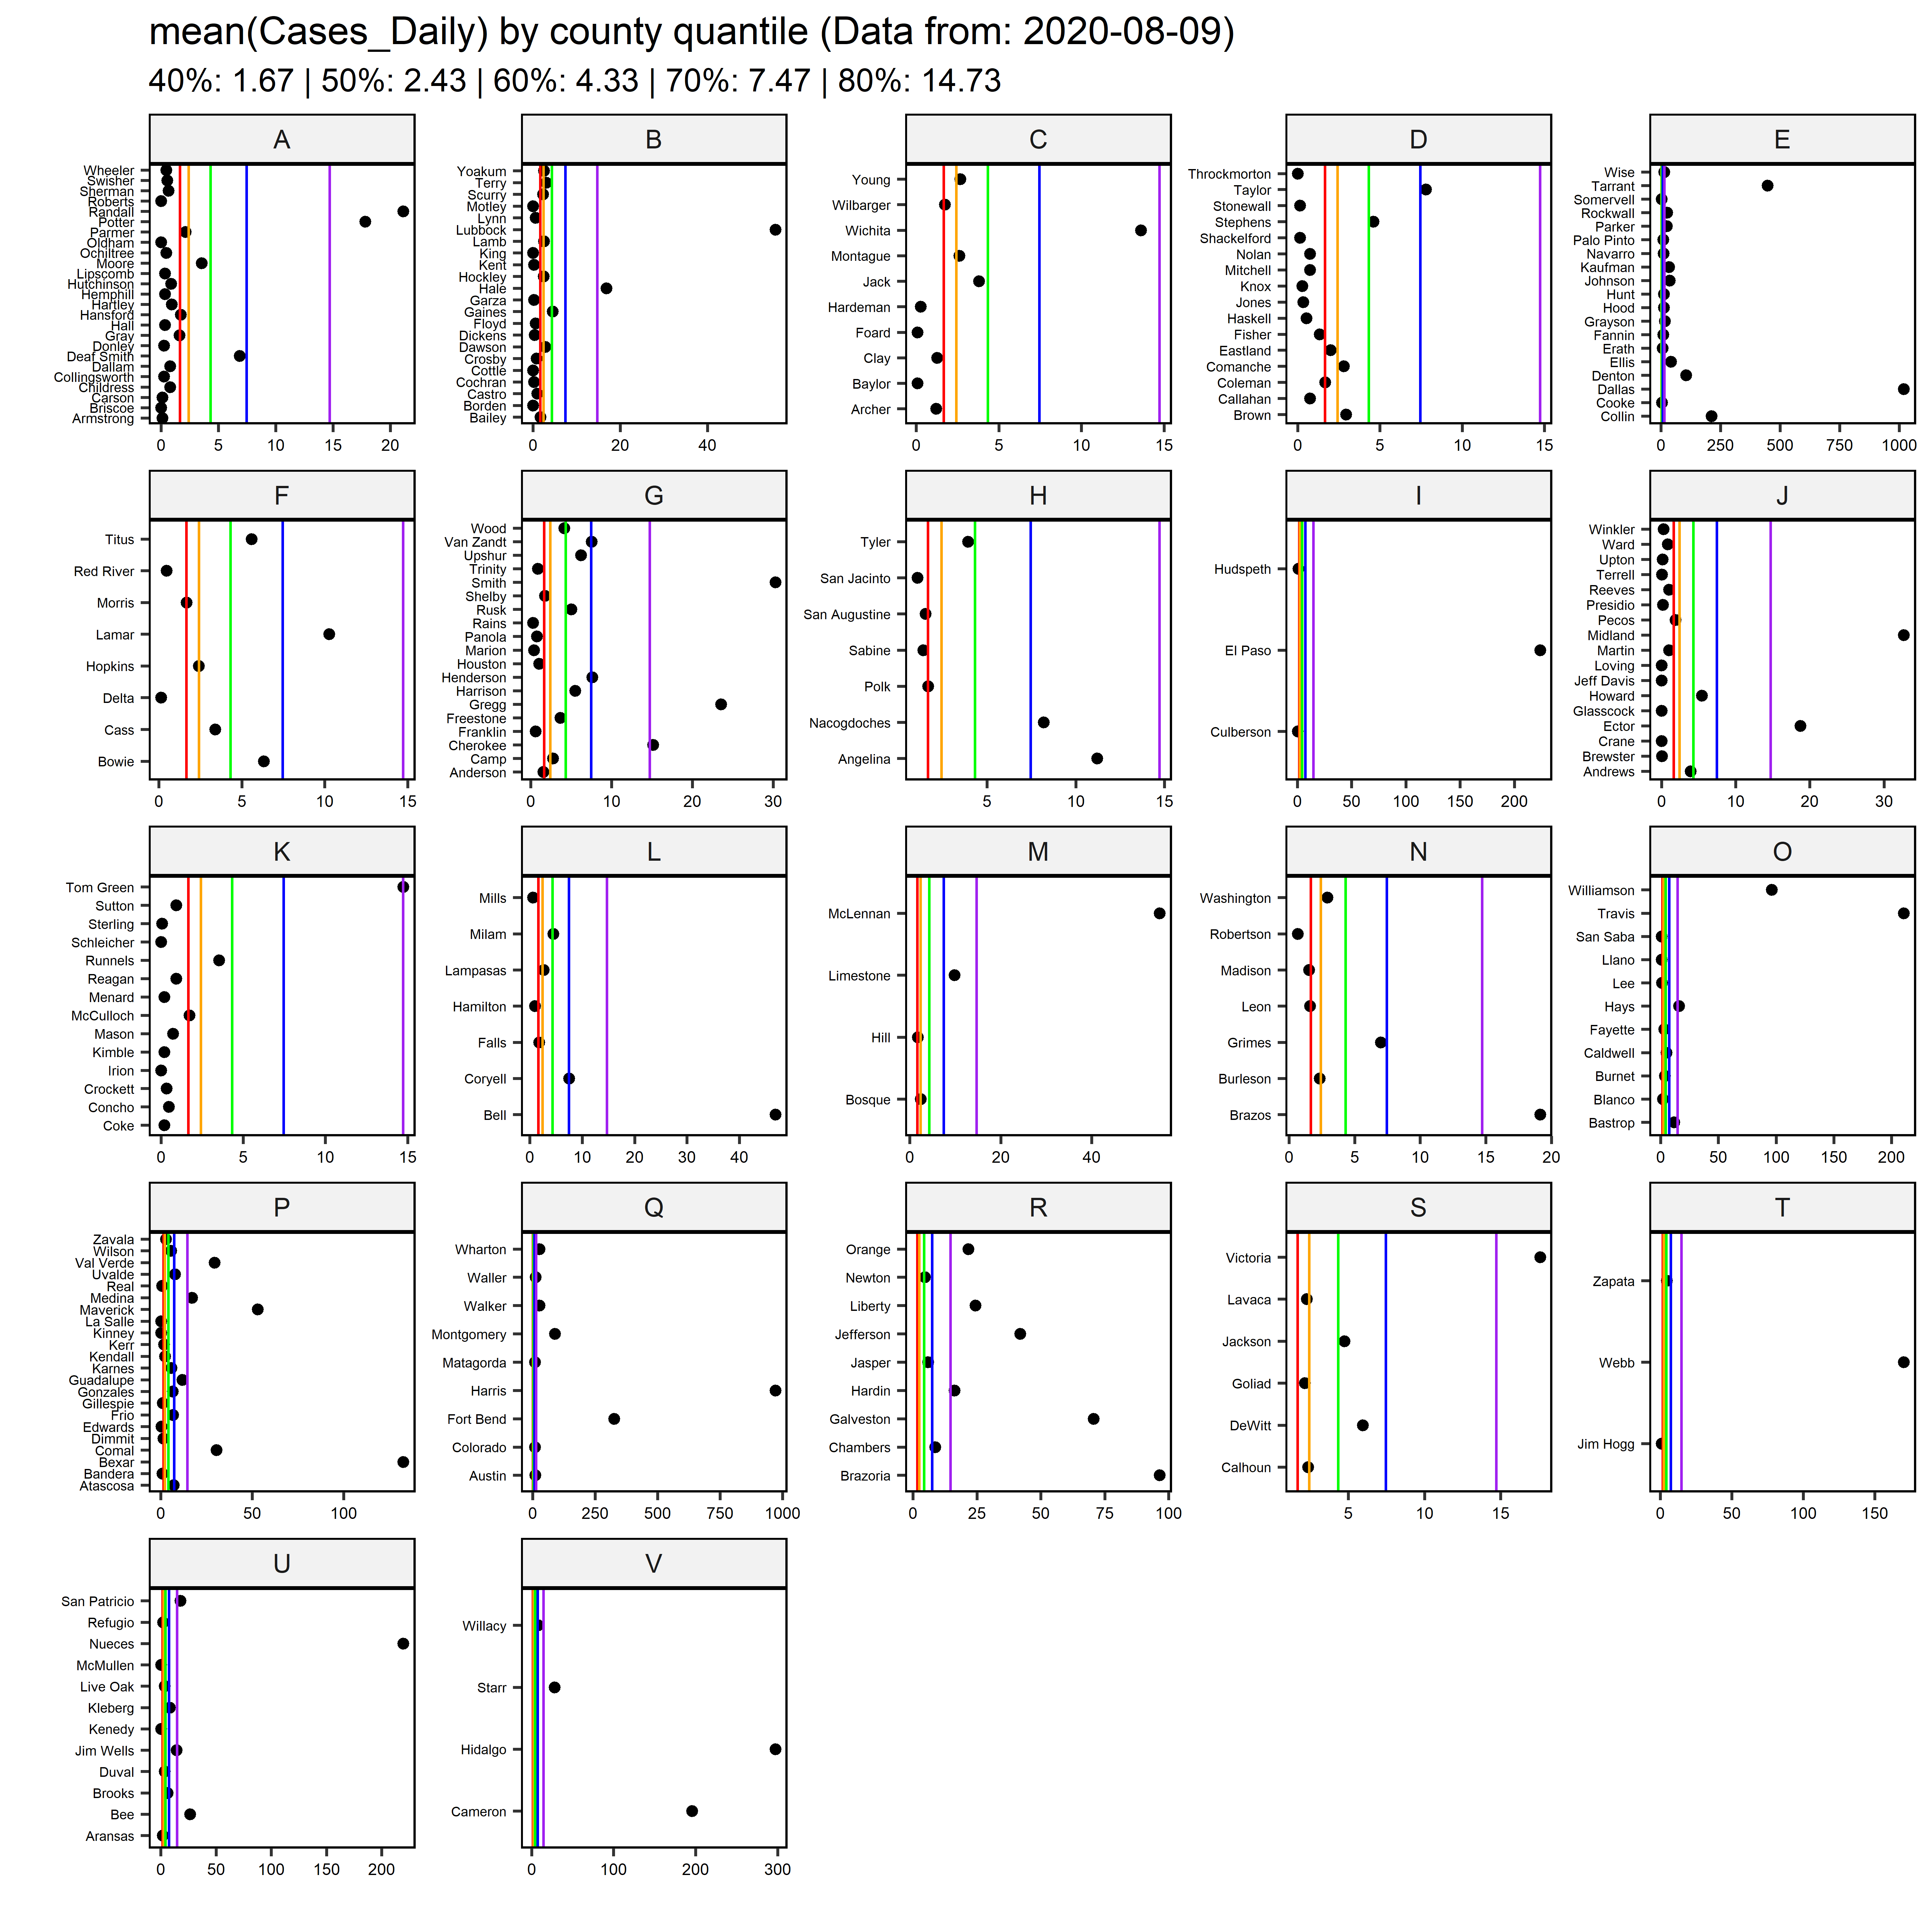 mean(Cases_Daily) by county quantile (Data from: 2020-08-09)
40%: 1.67 | 50%: 2.43 | 60%: 4.33 | 70%: 7.47 | 80%: 14.73
A
Wheeler
Swisher
Sherman
Roberts
Randall
Potter
Parmer
Oldham
Ochiltree
Moore
Lipscomb
Hutchinson
Hemphill
Hartley
Hansford
Hall
Gray
Donley
Deaf Smith
Dallam
Collingsworth
Childress
Carson
Briscoe
Armstrong
0 5 10 15 20
B
Yoakum
Terry
Scurry
Motley
Lynn
Lubbock
Lamb
King
Kent
Hockley
Hale
Garza
Gaines
Floyd
Dickens
Dawson
Crosby
Cottle
Cochran
Castro
Borden
Bailey
0 20 40
C
Young
Wilbarger
Wichita
Montague
Jack
Hardeman
Foard
Clay
Baylor
Archer
0 5 10 15
D
Throckmorton
Taylor
Stonewall
Stephens
Shackelford
Nolan
Mitchell
Knox
Jones
Haskell
Fisher
Eastland
Comanche
Coleman
Callahan
Brown
0 5 10 15
E
Wise
Tarrant
Somervell
Rockwall
Parker
Palo Pinto
Navarro
Kaufman
Johnson
Hunt
Hood
Grayson
Fannin
Erath
Ellis
Denton
Dallas
Cooke
Collin
0 250 500 750 1000
F
Titus
Red River
Morris
Lamar
Hopkins
Delta
Cass
Bowie
0 5 10 15
G
Wood
Van Zandt
Upshur
Trinity
Smith
Shelby
Rusk
Rains
Panola
Marion
Houston
Henderson
Harrison
Gregg
Freestone
Franklin
Cherokee
Camp
Anderson
0 10 20 30
H
Tyler
San Jacinto
San Augustine
Sabine
Polk
Nacogdoches
Angelina
5 10 15
I
Hudspeth
El Paso
Culberson
0 50 100 150 200
J
Winkler
Ward
Upton
Terrell
Reeves
Presidio
Pecos
Midland
Martin
Loving
Jeff Davis
Howard
Glasscock
Ector
Crane
Brewster
Andrews
0 10 20 30
K
Tom Green
Sutton
Sterling
Schleicher
Runnels
Reagan
Menard
McCulloch
Mason
Kimble
Irion
Crockett
Concho
Coke
0 5 10 15
L
Mills
Milam
Lampasas
Hamilton
Falls
Coryell
Bell
0 10 20 30 40
M
McLennan
Limestone
Hill
Bosque
0 20 40
N
Washington
Robertson
Madison
Leon
Grimes
Burleson
Brazos
0 5 10 15 20
O
Williamson
Travis
San Saba
Llano
Lee
Hays
Fayette
Caldwell
Burnet
Blanco
Bastrop
0 50 100 150 200
P
Zavala
Wilson
Val Verde
Uvalde
Real
Medina
Maverick
La Salle
Kinney
Kerr
Kendall
Karnes
Guadalupe
Gonzales
Gillespie
Frio
Edwards
Dimmit
Comal
Bexar
Bandera
Atascosa
0 50 100
Q
Wharton
Waller
Walker
Montgomery
Matagorda
Harris
Fort Bend
Colorado
Austin
0 250 500 750 1000
R
Orange
Newton
Liberty
Jefferson
Jasper
Hardin
Galveston
Chambers
Brazoria
0 25 50 75 100
S
Victoria
Lavaca
Jackson
Goliad
DeWitt
Calhoun
5 10 15
T
Zapata
Webb
Jim Hogg
0 50 100 150
U
San Patricio
Refugio
Nueces
McMullen
Live Oak
Kleberg
Kenedy
Jim Wells
Duval
Brooks
Bee
Aransas
0 50 100 150 200
V
Willacy
Starr
Hidalgo
Cameron
0 100 200 300